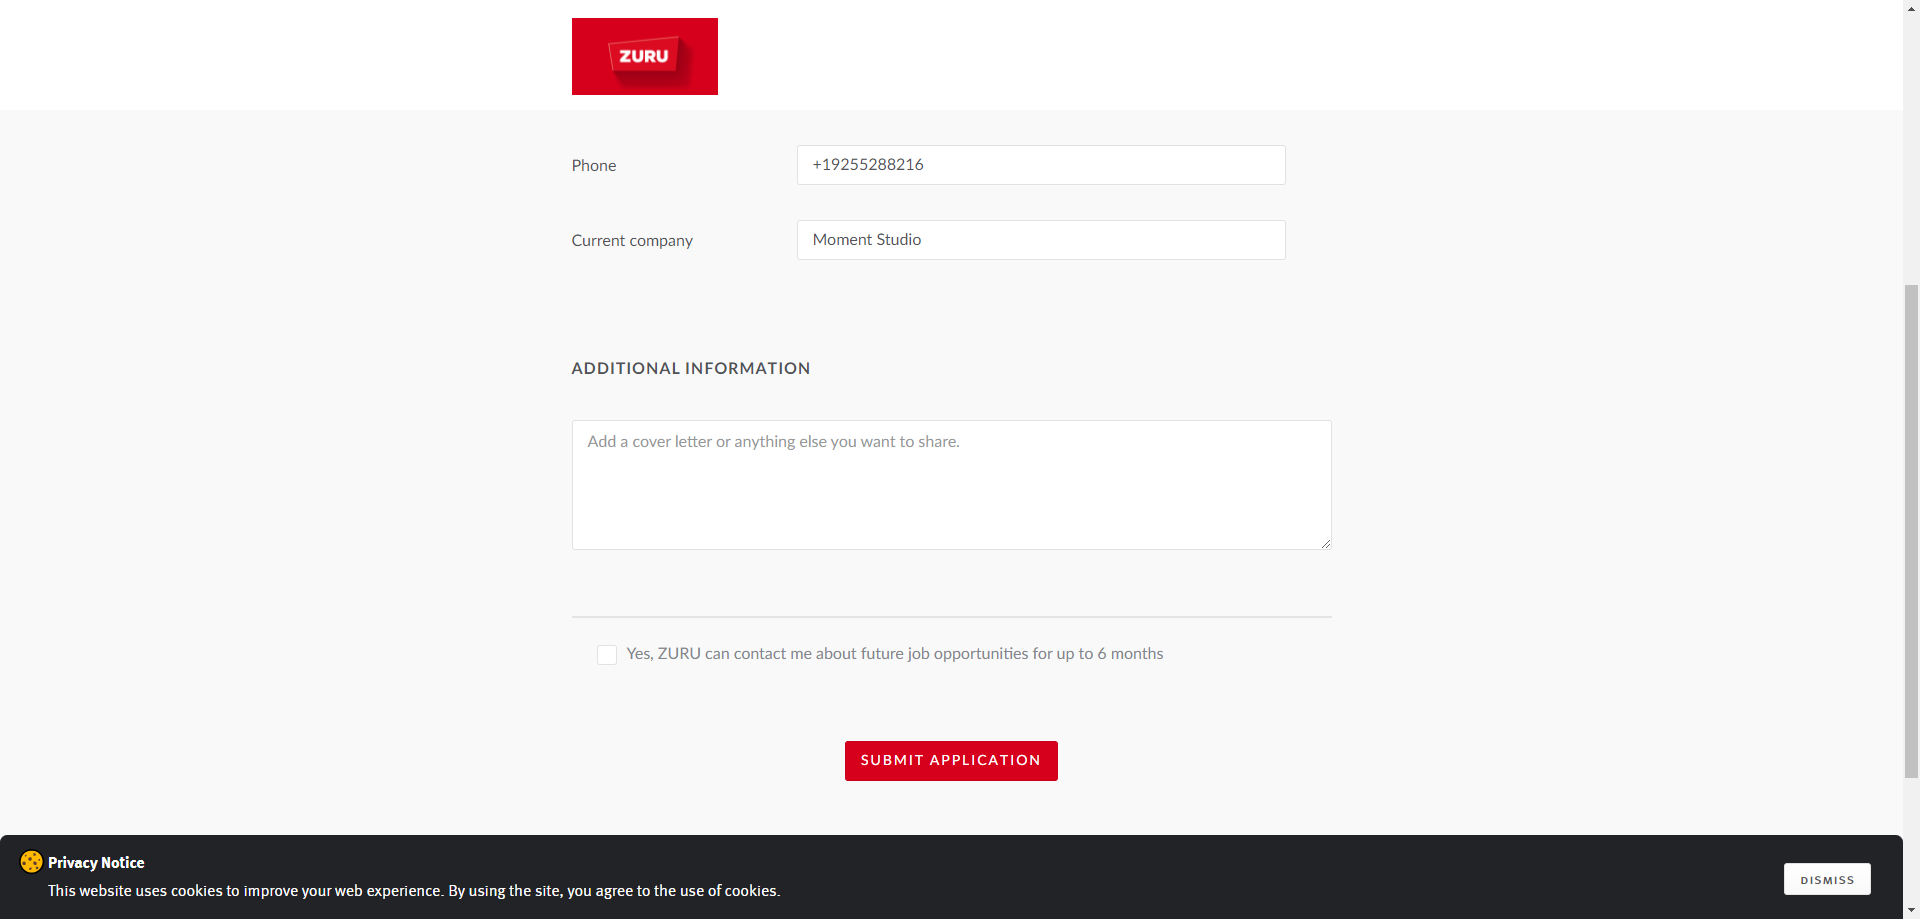 ZURU
Phone
+19255288216
Current company
Moment Studio
ADDITIONAL INFORMATION
Add a cover letter or anything else you want to share.
Yes, ZURU can contact me about future job opportunities for up to 6 months
SUBMIT APPLICATION
Privacy Notice
This website uses cookies to improve your web experience. By using the site, you agree to the use of cookies.
DISMISS